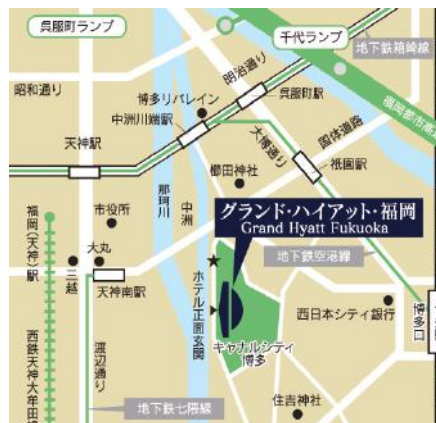 呉服町ランプ
千代ランプ
地下鉄箱崎線
昭和通り
明治通り
博多リバレイン
呉服町駅
中洲川端駅
福岡都市高
天神駅
大博通り
国体道路
祇園駅
櫛田神社
那珂川
中洲
グランド・ハイアット・福岡
Grand Hyatt Fukuoka
市役所
福岡(天神)駅
大丸
三越
天神南駅
地下鉄空港線
ホテル正面玄関
西日本シティ銀行
博多口
キャナルシティ
博多
渡辺通り
西鉄天神大牟田線
住吉神社
地下鉄七隈線